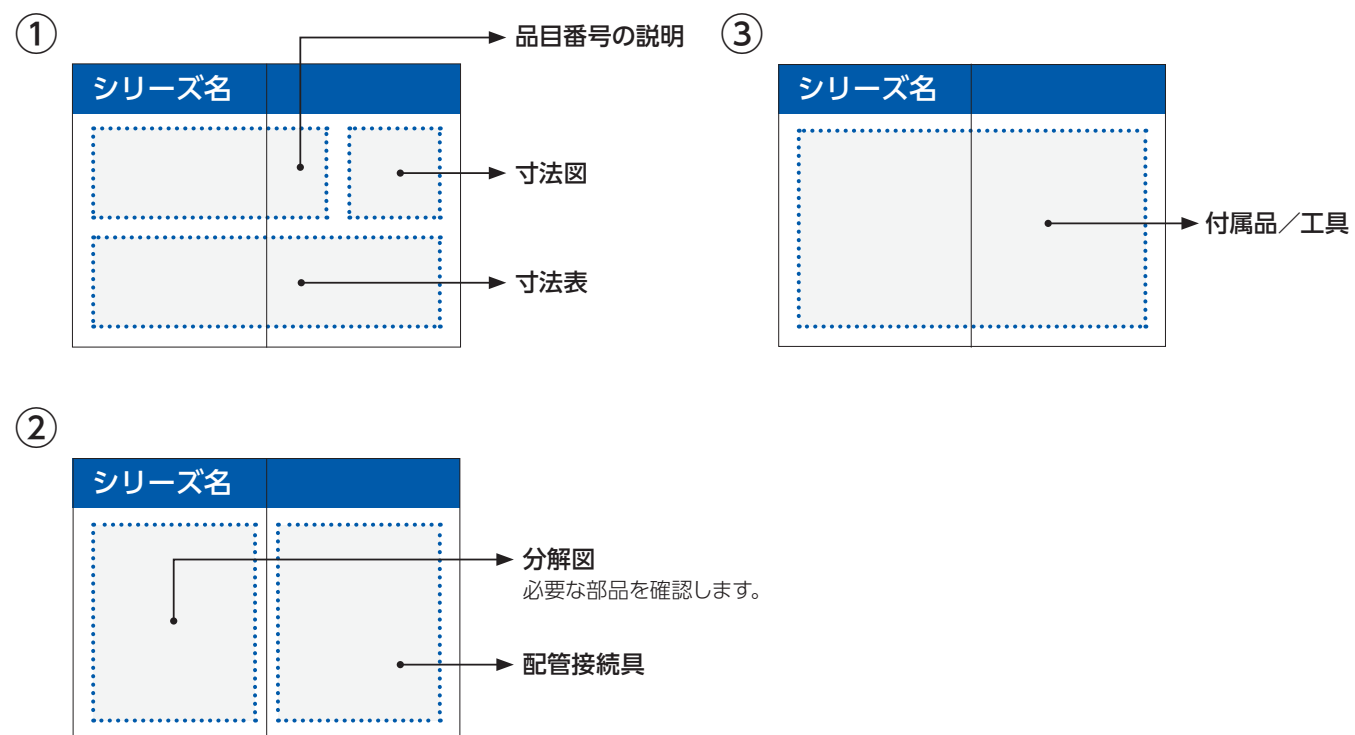 ①
品目番号の説明
シリーズ名
寸法図
寸法表
②
シリーズ名
分解図
必要な部品を確認します。
配管接続具
③
シリーズ名
付属品／工具